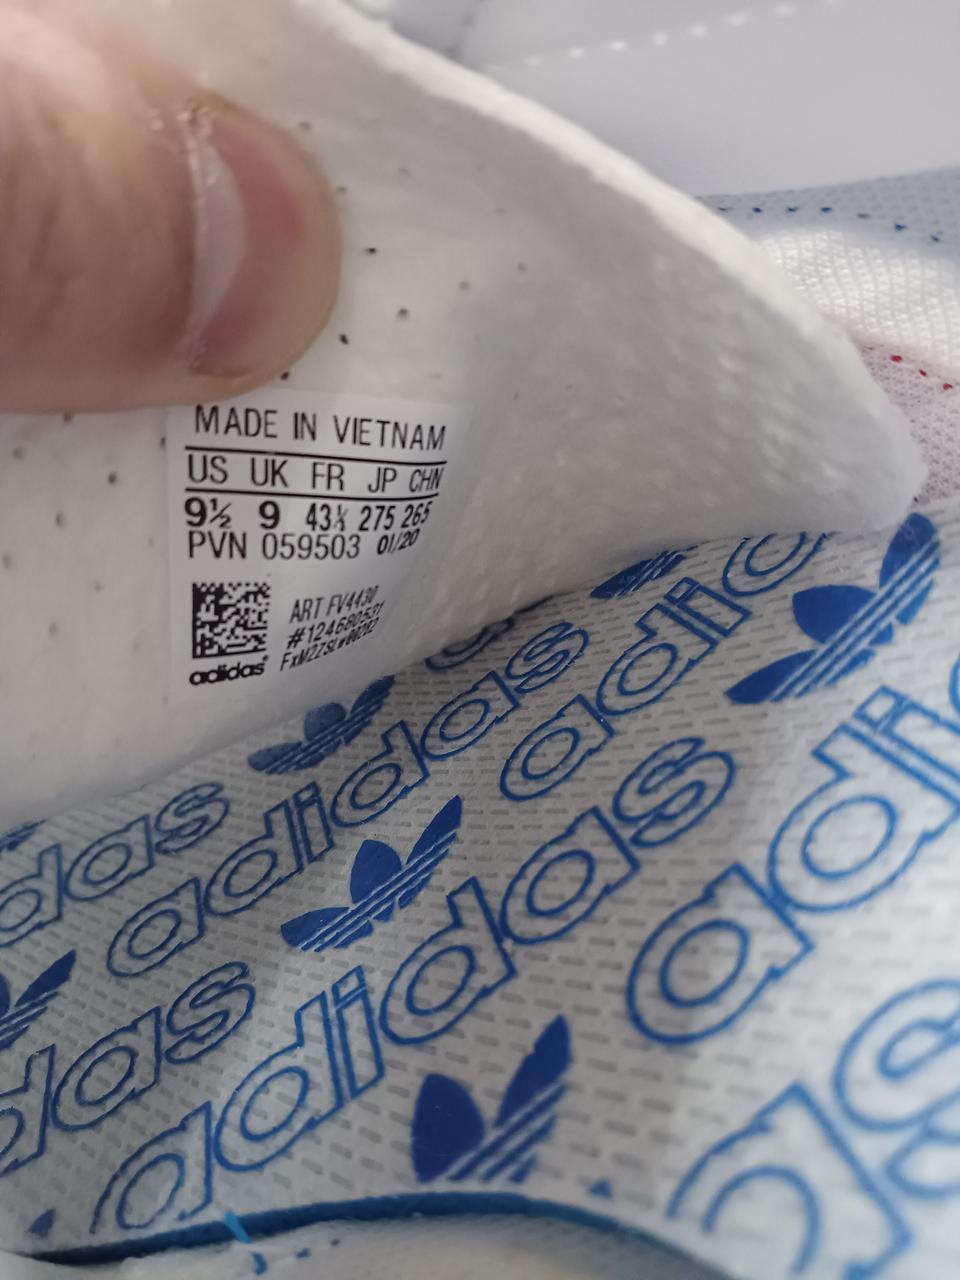 MADE IN VIETNAM
US UK FR JP CHN
9½ 9 43⅓ 275 265
PVN 059503 01/20
ART FV4430
#124680531
adidas
adidas
adidas
adidas
adidas